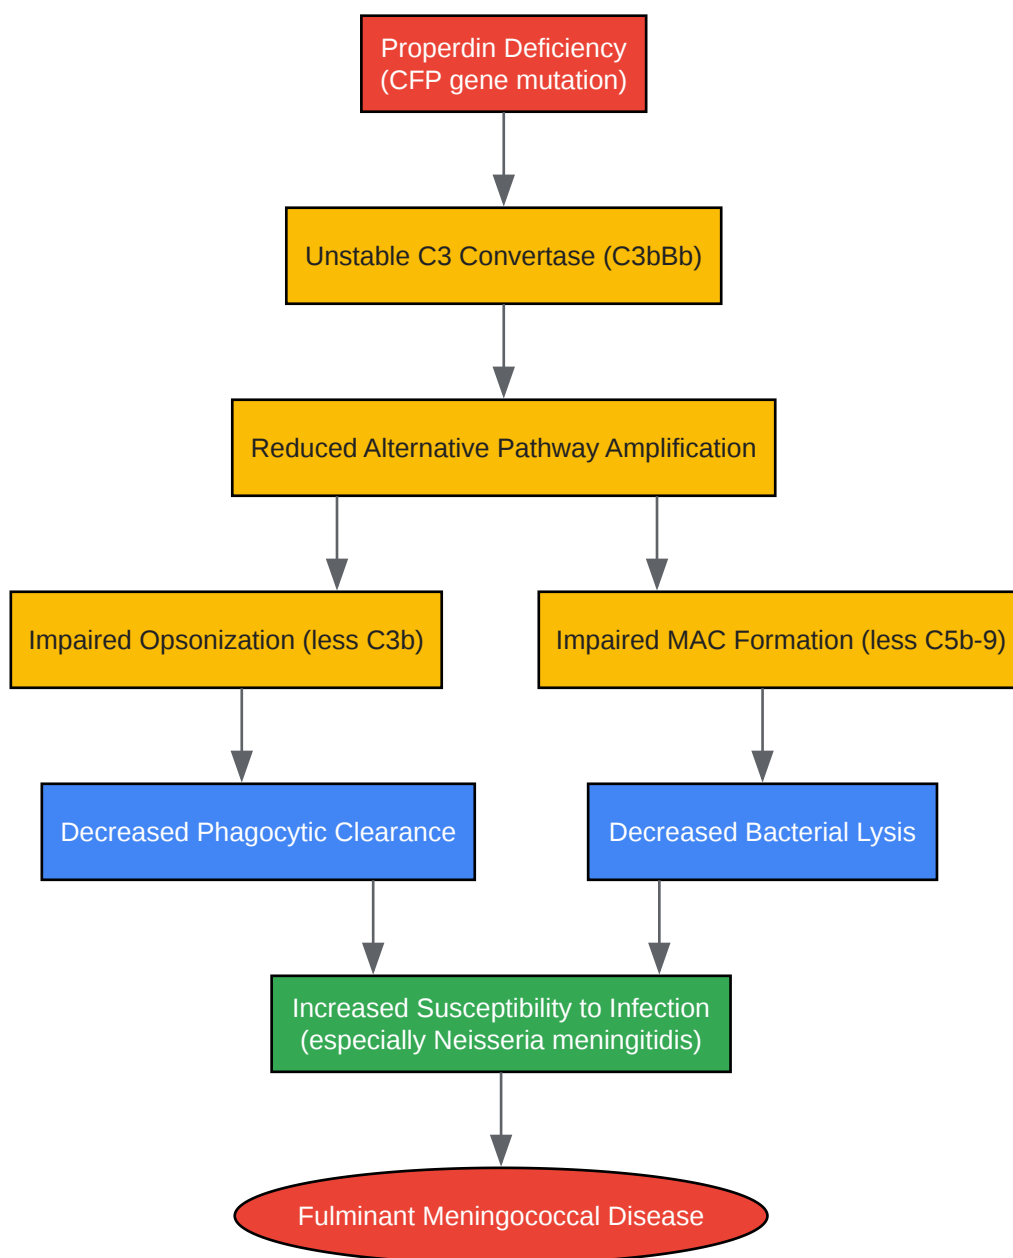 Properdin Deficiency
(CFP gene mutation)
Unstable C3 Convertase (C3bBb)
Reduced Alternative Pathway Amplification
Impaired Opsonization (less C3b)
Impaired MAC Formation (less C5b-9)
Decreased Phagocytic Clearance
Decreased Bacterial Lysis
Increased Susceptibility to Infection
(especially Neisseria meningitidis)
Fulminant Meningococcal Disease